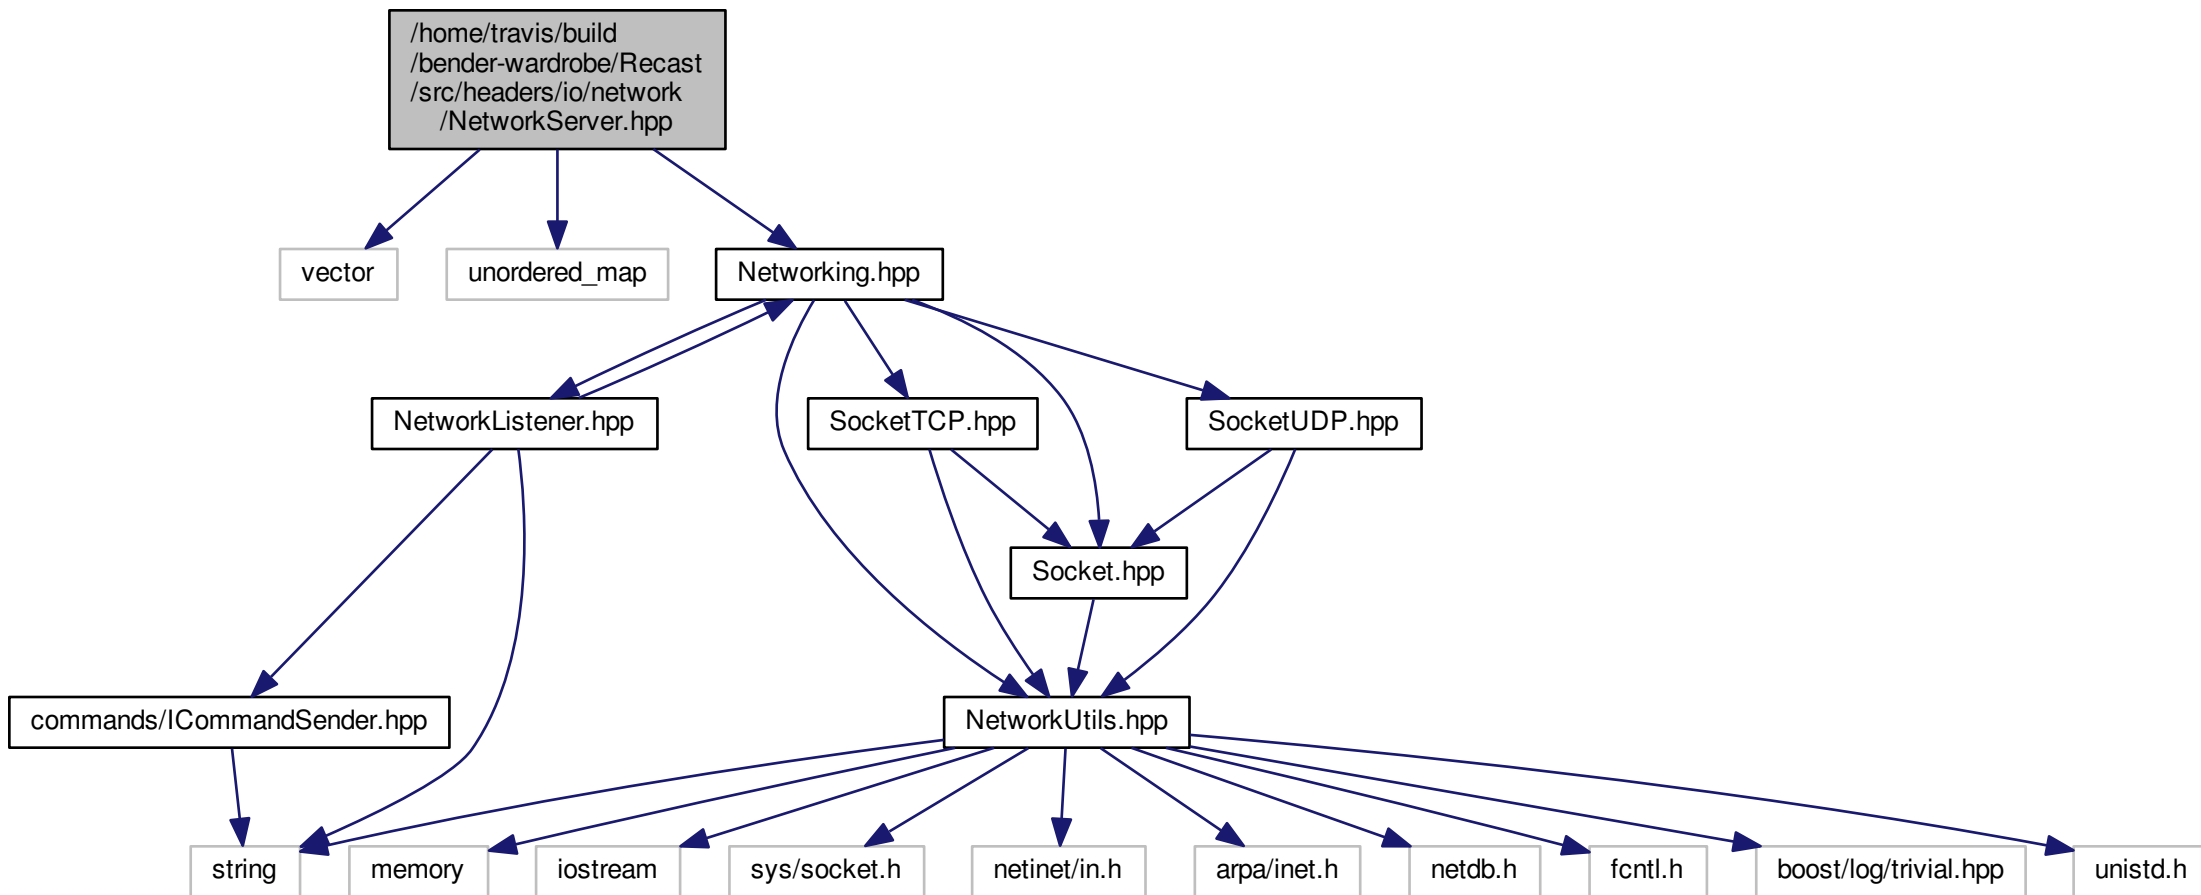 /home/travis/build
/bender-wardrobe/Recast
/src/headers/io/network
/NetworkServer.hpp
vector
unordered_map
Networking.hpp
NetworkListener.hpp
SocketTCP.hpp
SocketUDP.hpp
Socket.hpp
commands/ICommandSender.hpp
NetworkUtils.hpp
string
memory
iostream
sys/socket.h
netinet/in.h
arpa/inet.h
netdb.h
fcntl.h
boost/log/trivial.hpp
unistd.h